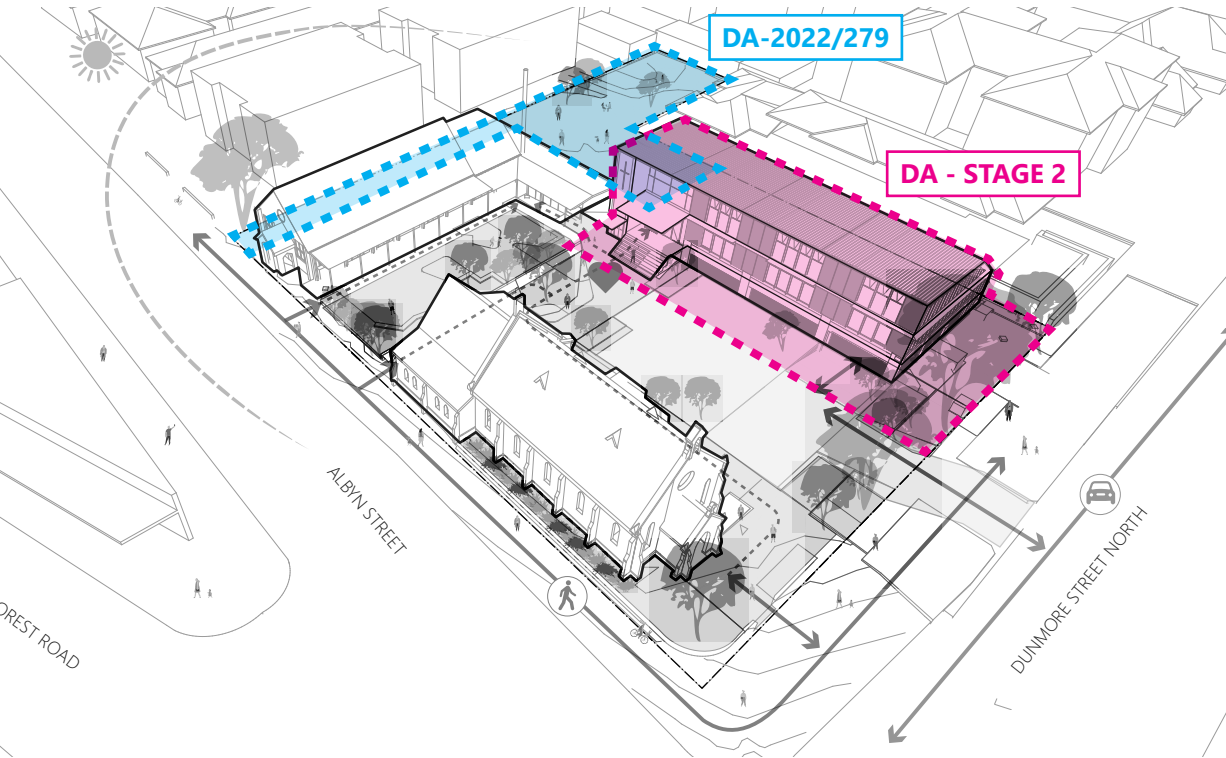 DA-2022/279
DA - STAGE 2
ALBYN STREET
OREST ROAD
DUNMORE STREET NORTH